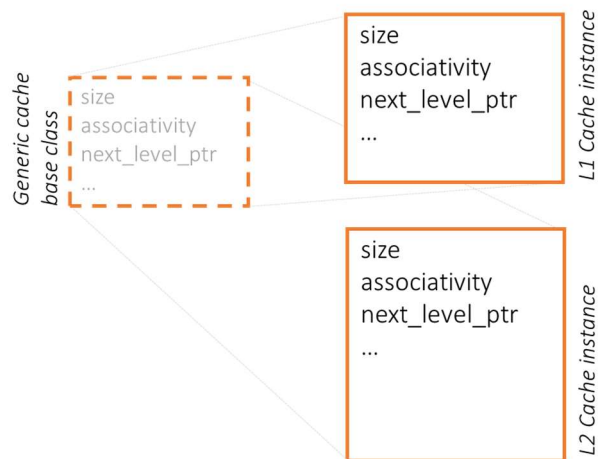 Generic cache
base class
size
associativity
next_level_ptr
...
size
associativity
next_level_ptr
...
L1 Cache instance
size
associativity
next_level_ptr
...
L2 Cache instance